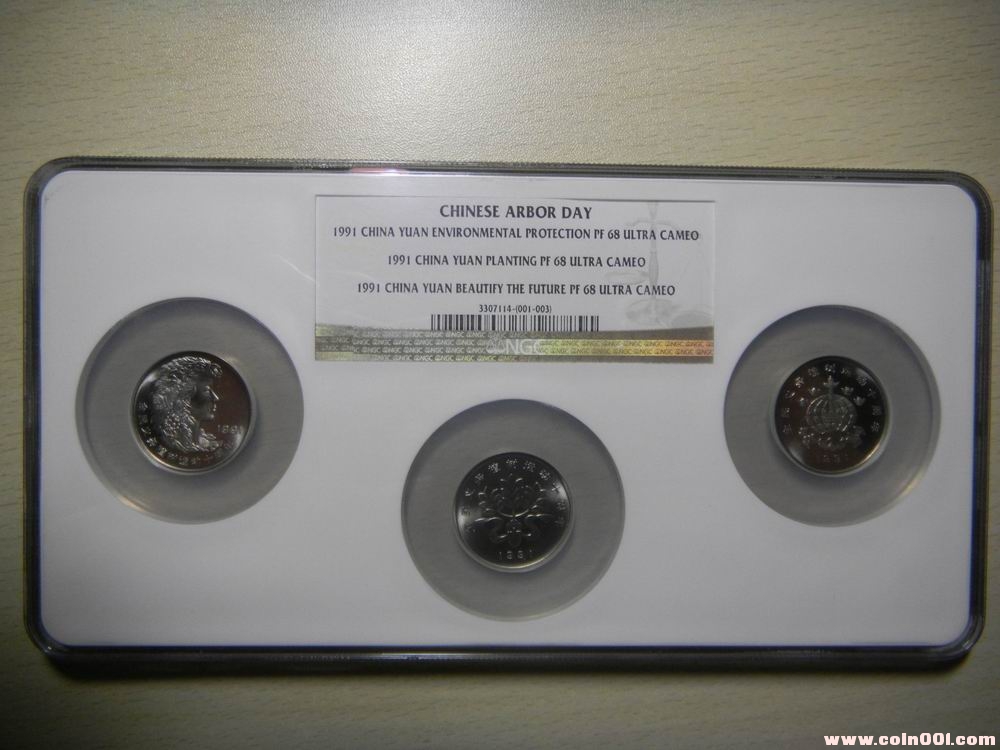 CHINESE ARBOR DAY
1991 CHINA YUAN ENVIRONMENTAL PROTECTION PF 68 ULTRA CAMEO
1991 CHINA YUAN PLANTING PF 68 ULTRA CAMEO
1991 CHINA YUAN BEAUTIFY THE FUTURE PF 68 ULTRA CAMEO
3307114-(001-003)
NGC
1991
1991
1991
www.coin001.com